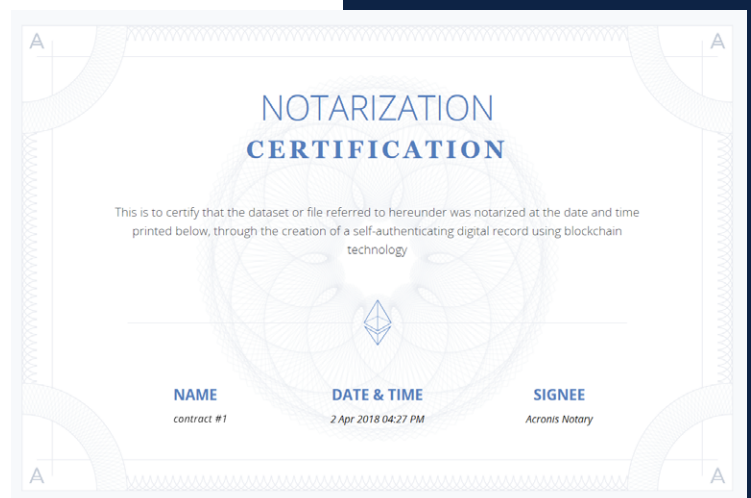 NOTARIZATION
CERTIFICATION
This is to certify that the dataset or file referred to hereunder was notarized at the date and time
printed below, through the creation of a self-authenticating digital record using blockchain
technology
NAME DATE & TIME SIGNEE
contract #1 2 Apr 2018 04:27 PM Acronis Notary